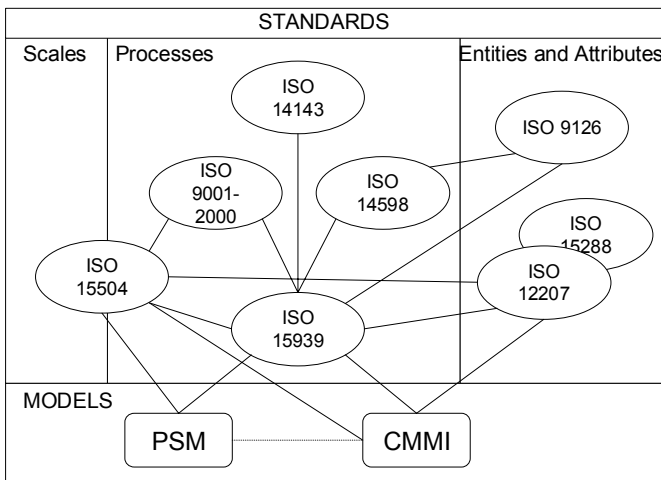 STANDARDS
Scales
Processes
Entities and Attributes
ISO
14143
ISO 9126
ISO
9001-
2000
ISO
14598
ISO
15288
ISO
15504
ISO
12207
ISO
15939
MODELS
PSM
CMMI